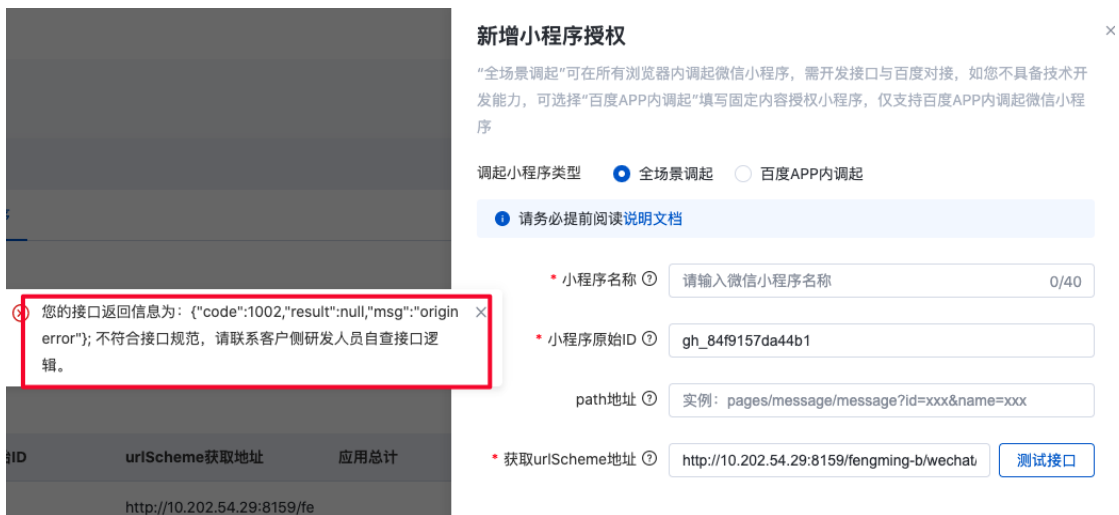 新增小程序授权
“全场景调起”可在所有浏览器内调起微信小程序，需开发接口与百度对接，如您不具备技术开
发能力，可选择“百度APP内调起”填写固定内容授权小程序，仅支持百度APP内调起微信小程
序
调起小程序类型 全场景调起 百度APP内调起
请务必提前阅读说明文档
* 小程序名称 请输入微信小程序名称 0/40
您的接口返回信息为：{"code":1002,"result":null,"msg":"origin
error"}; 不符合接口规范，请联系客户侧研发人员自查接口逻
辑。
* 小程序原始ID gh_84f9157da44b1
path地址 实例：pages/message/message?id=xxx&name=xxx
ID urlScheme获取地址 应用总计
* 获取urlScheme地址 http://10.202.54.29:8159/fengming-b/wechat/ 测试接口
http://10.202.54.29:8159/fe